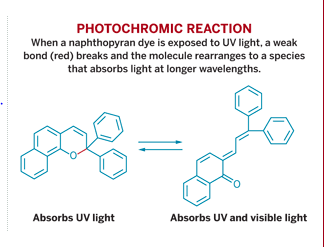 PHOTOCHROMIC REACTION
When a naphthopyran dye is exposed to UV light, a weak
bond (red) breaks and the molecule rearranges to a species
that absorbs light at longer wavelengths.
O
O
Absorbs UV light
Absorbs UV and visible light